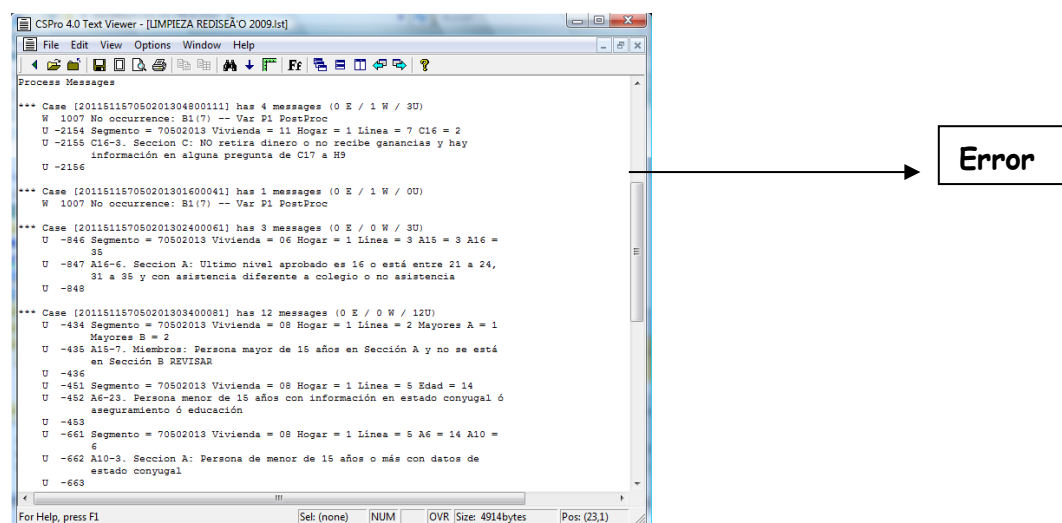 CSPro 4.0 Text Viewer - [LIMPIEZA REDISEÃ'O 2009.lst]
File Edit View Options Window Help
Process Messages
*** Case [201151157050201304800111] has 4 messages (0 E / 1 W / 3U)
W 1007 No occurrence: B1(7) -- Var P1 PostProc
U -2154 Segmento = 70502013 Vivienda = 11 Hogar = 1 Linea = 7 C16 = 2
U -2155 C16-3. Seccion C: NO retira dinero o no recibe ganancias y hay
información en alguna pregunta de C17 a H9
U -2156
*** Case [201151157050201301600041] has 1 messages (0 E / 1 W / 0U)
W 1007 No occurrence: B1(7) -- Var P1 PostProc
*** Case [201151157050201302400061] has 3 messages (0 E / 0 W / 3U)
U -846 Segmento = 70502013 Vivienda = 06 Hogar = 1 Linea = 3 A15 = 3 A16 =
35
U -847 A16-6. Seccion A: Ultimo nivel aprobado es 16 o está entre 21 a 24,
31 a 35 y con asistencia diferente a colegio o no asistencia
U -848
*** Case [201151157050201303400081] has 12 messages (0 E / 0 W / 12U)
U -434 Segmento = 70502013 Vivienda = 08 Hogar = 1 Linea = 2 Mayores A = 1
Mayores B = 2
U -435 A15-7. Miembros: Persona mayor de 15 años en Sección A y no se está
en Sección B REVISAR
U -436
U -451 Segmento = 70502013 Vivienda = 08 Hogar = 1 Linea = 5 Edad = 14
U -452 A6-23. Persona menor de 15 años con información en estado conyugal ó
aseguramiento ó educación
U -453
U -661 Segmento = 70502013 Vivienda = 08 Hogar = 1 Linea = 5 A6 = 14 A10 =
6
U -662 A10-3. Sección A: Persona de menor de 15 años o más con datos de
estado conyugal
U -663
For Help, press F1 Sel: (none) NUM OVR Size: 4914bytes Pos: (23,1)
Error